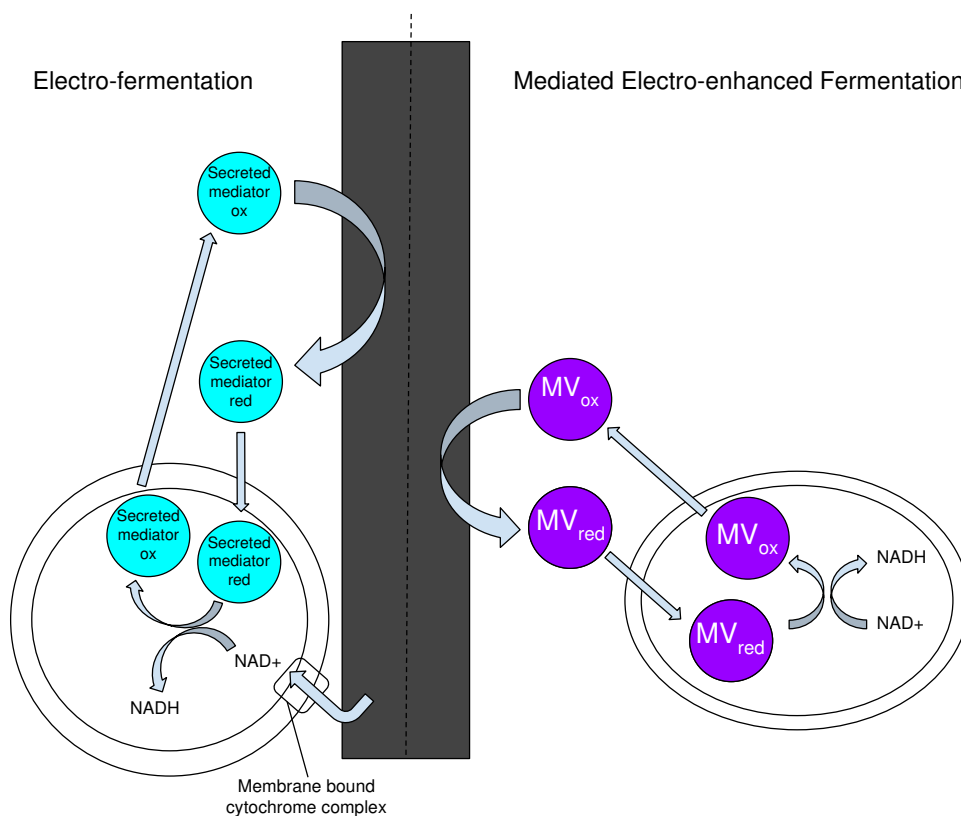 Electro-fermentation
Mediated Electro-enhanced Fermentation
Secreted
mediator
ox
Secreted
mediator
red
Secreted
mediator
ox
Secreted
mediator
red
NAD+
NADH
Membrane bound
cytochrome complex
MVox
MVred
MVox
MVred
NADH
NAD+